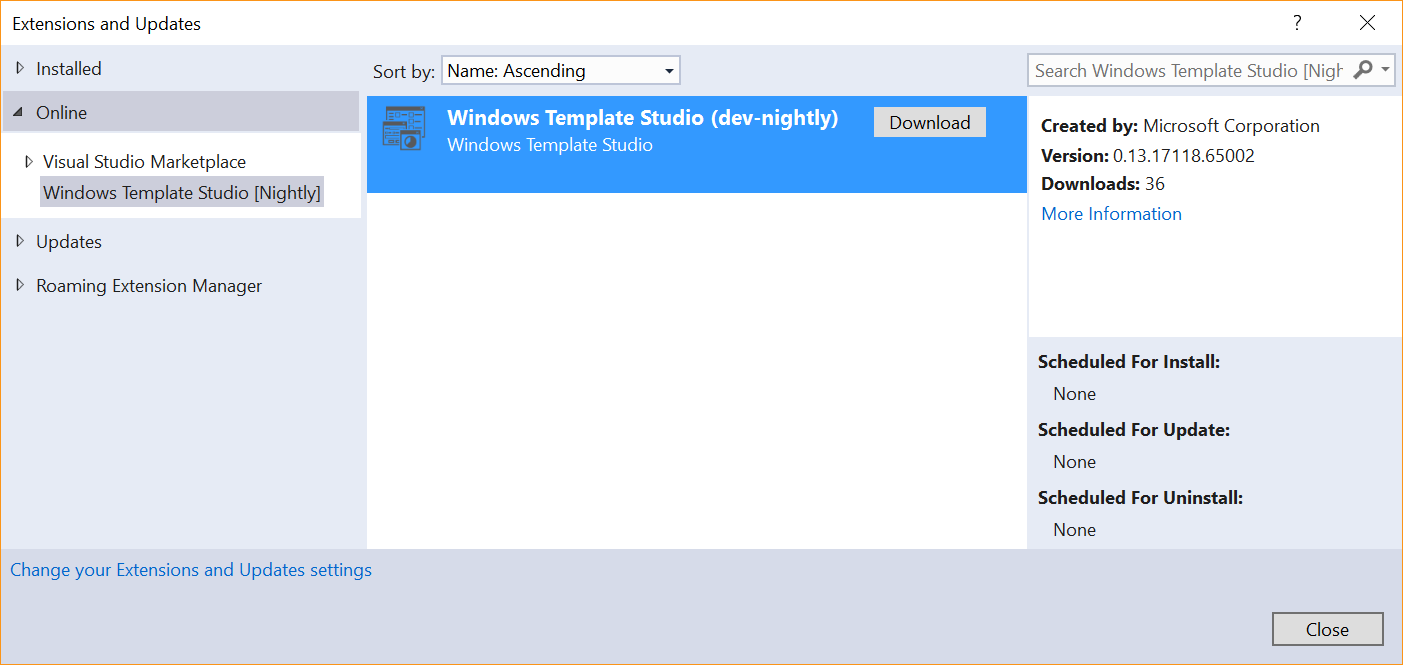 Extensions and Updates
?
Installed
Online
Visual Studio Marketplace
Windows Template Studio [Nightly]
Updates
Roaming Extension Manager
Sort by: Name: Ascending
Windows Template Studio (dev-nightly)
Download
Windows Template Studio
Search Windows Template Studio [Nigh
Created by: Microsoft Corporation
Version: 0.13.17118.65002
Downloads: 36
More Information
Scheduled For Install:
None
Scheduled For Update:
None
Scheduled For Uninstall:
None
Change your Extensions and Updates settings
Close